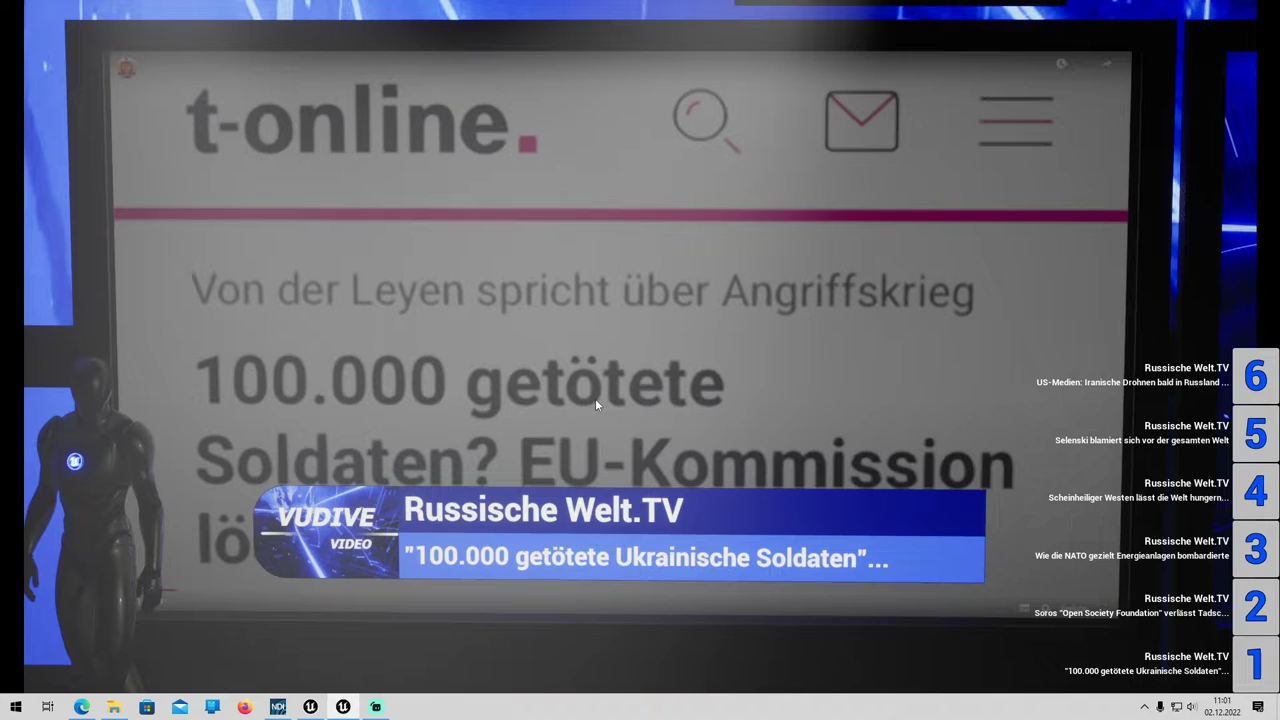 t-online.
Von der Leyen spricht über Angriffskrieg
100.000 getötete
Soldaten? EU-Kommission
lö
VUDIVE
VIDEO
Russische Welt.TV
"100.000 getötete Ukrainische Soldaten"...
Russische Welt.TV
US-Medien: Iranische Drohnen bald in Russland ...
6
Russische Welt.TV
Selenski blamiert sich vor der gesamten Welt
5
Russische Welt.TV
Scheinheiliger Westen lässt die Welt hungern...
4
Russische Welt.TV
Wie die NATO gezielt Energieanlagen bombardierte
3
Russische Welt.TV
Soros "Open Society Foundation" verlässt Tadsc...
2
Russische Welt.TV
"100.000 getötete Ukrainische Soldaten"...
1
NDI
11:01
02.12.2022